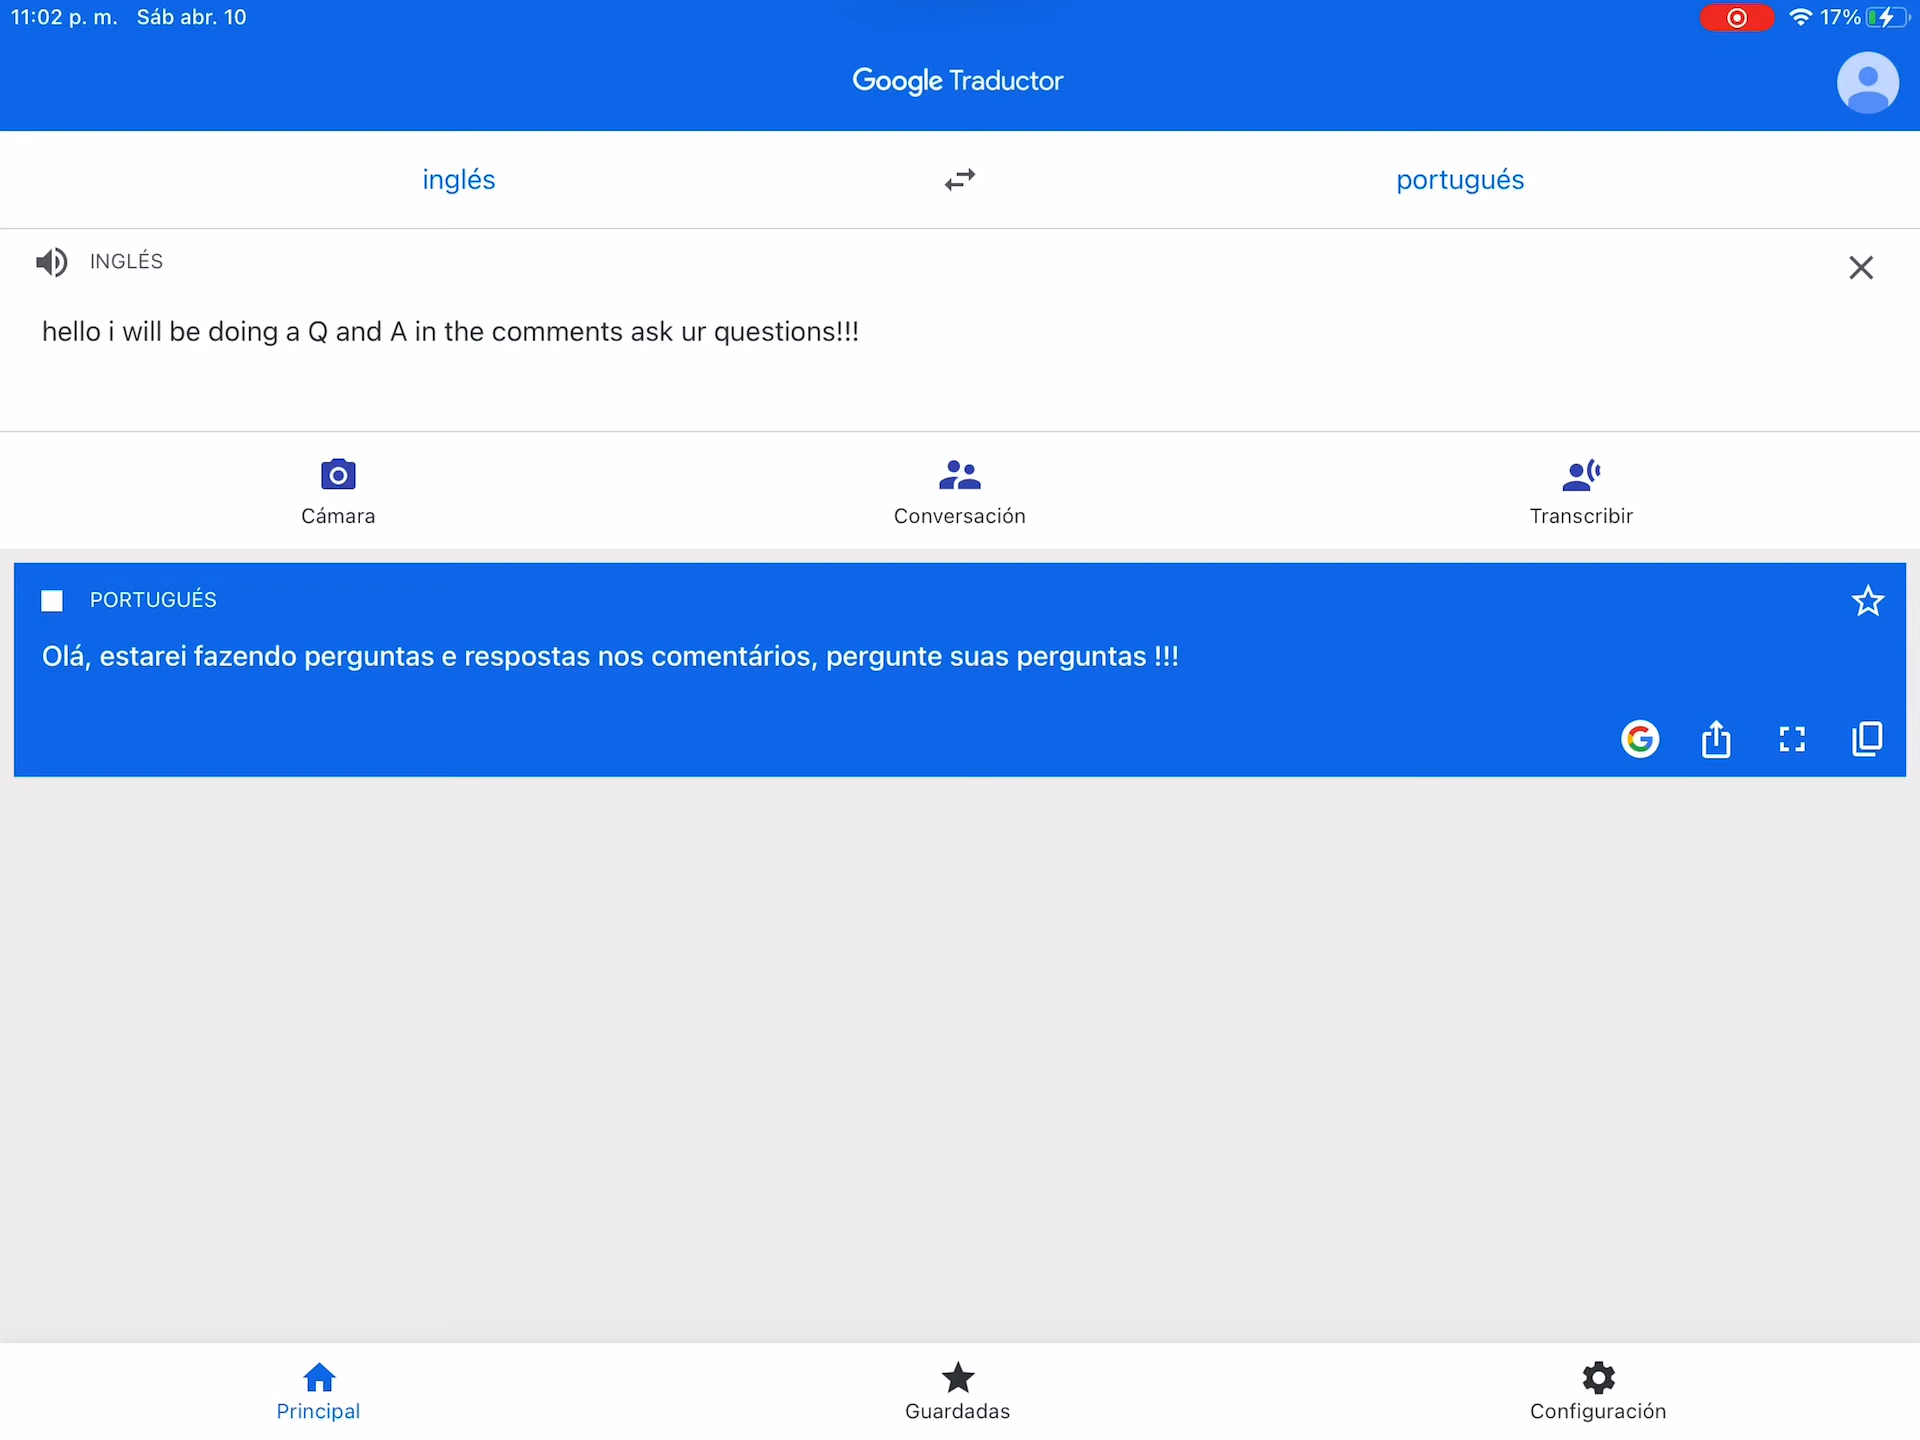 11:02 p. m. Sáb abr. 10
17%
Google Traductor
inglés
portugués
INGLÉS
hello i will be doing a Q and A in the comments ask ur questions!!!
Cámara
Conversación
Transcribir
PORTUGUÉS
Olá, estarei fazendo perguntas e respostas nos comentários, pergunte suas perguntas !!!
Principal
Guardadas
Configuración